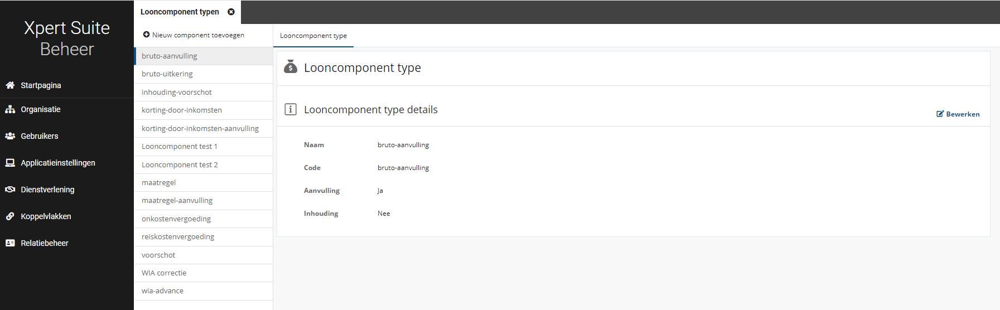 Xpert Suite
Beheer
Startpagina
Organisatie
Gebruikers
Applicatieinstellingen
Dienstverlening
Koppelvlakken
Relatiebeheer
Looncomponent typen
Nieuw component toevoegen
bruto-aanvulling
bruto-uitkering
inhouding-voorschot
korting-door-inkomsten
korting-door-inkomsten-aanvulling
Looncomponent test 1
Looncomponent test 2
maatregel
maatregel-aanvulling
onkostenvergoeding
reiskostenvergoeding
voorschot
WIA correctie
wia-advance
Looncomponent type
Looncomponent type
Looncomponent type details
Bewerken
Naam bruto-aanvulling
Code bruto-aanvulling
Aanvulling Ja
Inhouding Nee